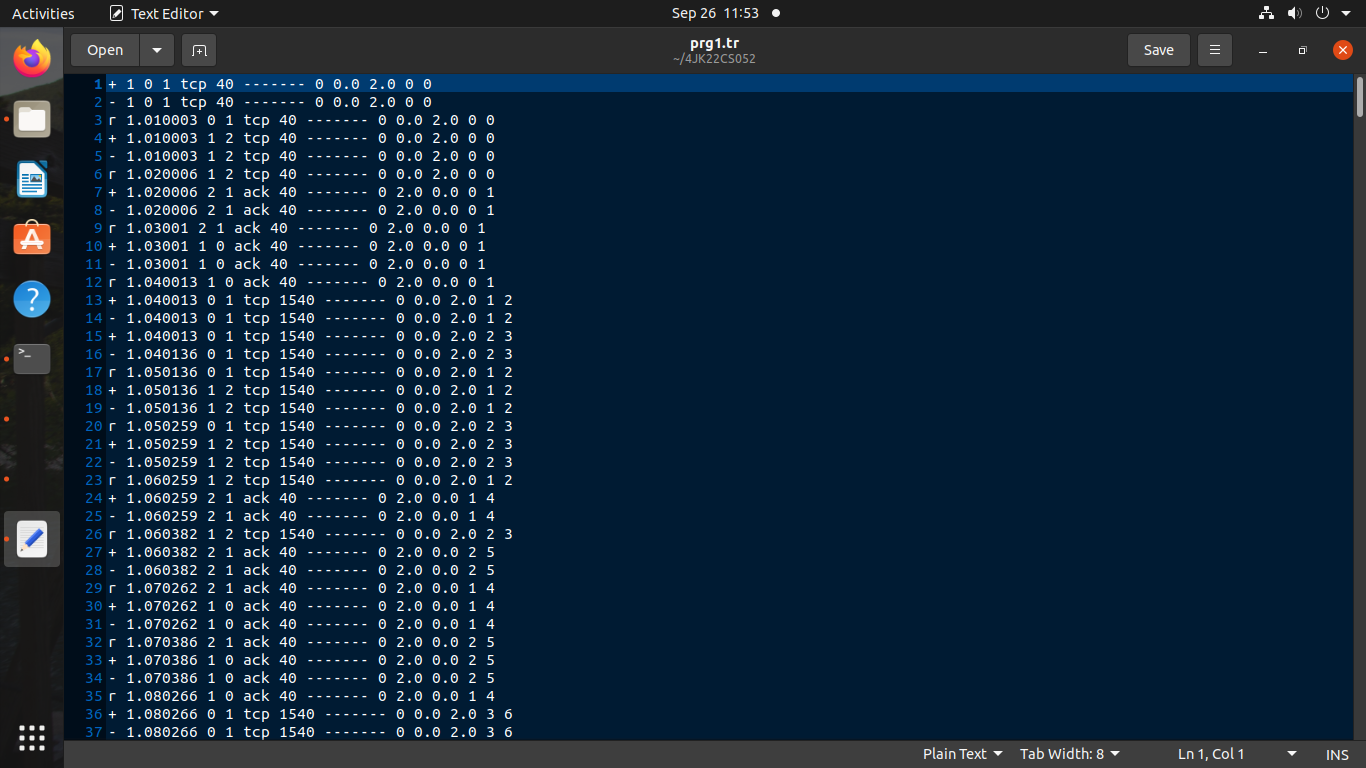 Activities Text Editor Sep 26 11:53
Open prg1.tr Save
~/4JK22CS052
1 + 1 0 1 tcp 40 ------- 0 0.0 2.0 0 0
2 - 1 0 1 tcp 40 ------- 0 0.0 2.0 0 0
3 r 1.010003 0 1 tcp 40 ------- 0 0.0 2.0 0 0
4 + 1.010003 1 2 tcp 40 ------- 0 0.0 2.0 0 0
5 - 1.010003 1 2 tcp 40 ------- 0 0.0 2.0 0 0
6 r 1.020006 1 2 tcp 40 ------- 0 0.0 2.0 0 0
7 + 1.020006 2 1 ack 40 ------- 0 2.0 0.0 0 1
8 - 1.020006 2 1 ack 40 ------- 0 2.0 0.0 0 1
9 r 1.03001 2 1 ack 40 ------- 0 2.0 0.0 0 1
10 + 1.03001 1 0 ack 40 ------- 0 2.0 0.0 0 1
11 - 1.03001 1 0 ack 40 ------- 0 2.0 0.0 0 1
12 r 1.040013 1 0 ack 40 ------- 0 2.0 0.0 0 1
13 + 1.040013 0 1 tcp 1540 ------- 0 0.0 2.0 1 2
14 - 1.040013 0 1 tcp 1540 ------- 0 0.0 2.0 1 2
15 + 1.040013 0 1 tcp 1540 ------- 0 0.0 2.0 2 3
16 - 1.040136 0 1 tcp 1540 ------- 0 0.0 2.0 2 3
17 r 1.050136 0 1 tcp 1540 ------- 0 0.0 2.0 1 2
18 + 1.050136 1 2 tcp 1540 ------- 0 0.0 2.0 1 2
19 - 1.050136 1 2 tcp 1540 ------- 0 0.0 2.0 1 2
20 r 1.050259 0 1 tcp 1540 ------- 0 0.0 2.0 2 3
21 + 1.050259 1 2 tcp 1540 ------- 0 0.0 2.0 2 3
22 - 1.050259 1 2 tcp 1540 ------- 0 0.0 2.0 2 3
23 r 1.060259 1 2 tcp 1540 ------- 0 0.0 2.0 1 2
24 + 1.060259 2 1 ack 40 ------- 0 2.0 0.0 1 4
25 - 1.060259 2 1 ack 40 ------- 0 2.0 0.0 1 4
26 r 1.060382 1 2 tcp 1540 ------- 0 0.0 2.0 2 3
27 + 1.060382 2 1 ack 40 ------- 0 2.0 0.0 2 5
28 - 1.060382 2 1 ack 40 ------- 0 2.0 0.0 2 5
29 r 1.070262 2 1 ack 40 ------- 0 2.0 0.0 1 4
30 + 1.070262 1 0 ack 40 ------- 0 2.0 0.0 1 4
31 - 1.070262 1 0 ack 40 ------- 0 2.0 0.0 1 4
32 r 1.070386 2 1 ack 40 ------- 0 2.0 0.0 2 5
33 + 1.070386 1 0 ack 40 ------- 0 2.0 0.0 2 5
34 - 1.070386 1 0 ack 40 ------- 0 2.0 0.0 2 5
35 r 1.080266 1 0 ack 40 ------- 0 2.0 0.0 1 4
36 + 1.080266 0 1 tcp 1540 ------- 0 0.0 2.0 3 6
37 - 1.080266 0 1 tcp 1540 ------- 0 0.0 2.0 3 6
Plain Text Tab Width: 8 Ln 1, Col 1 INS